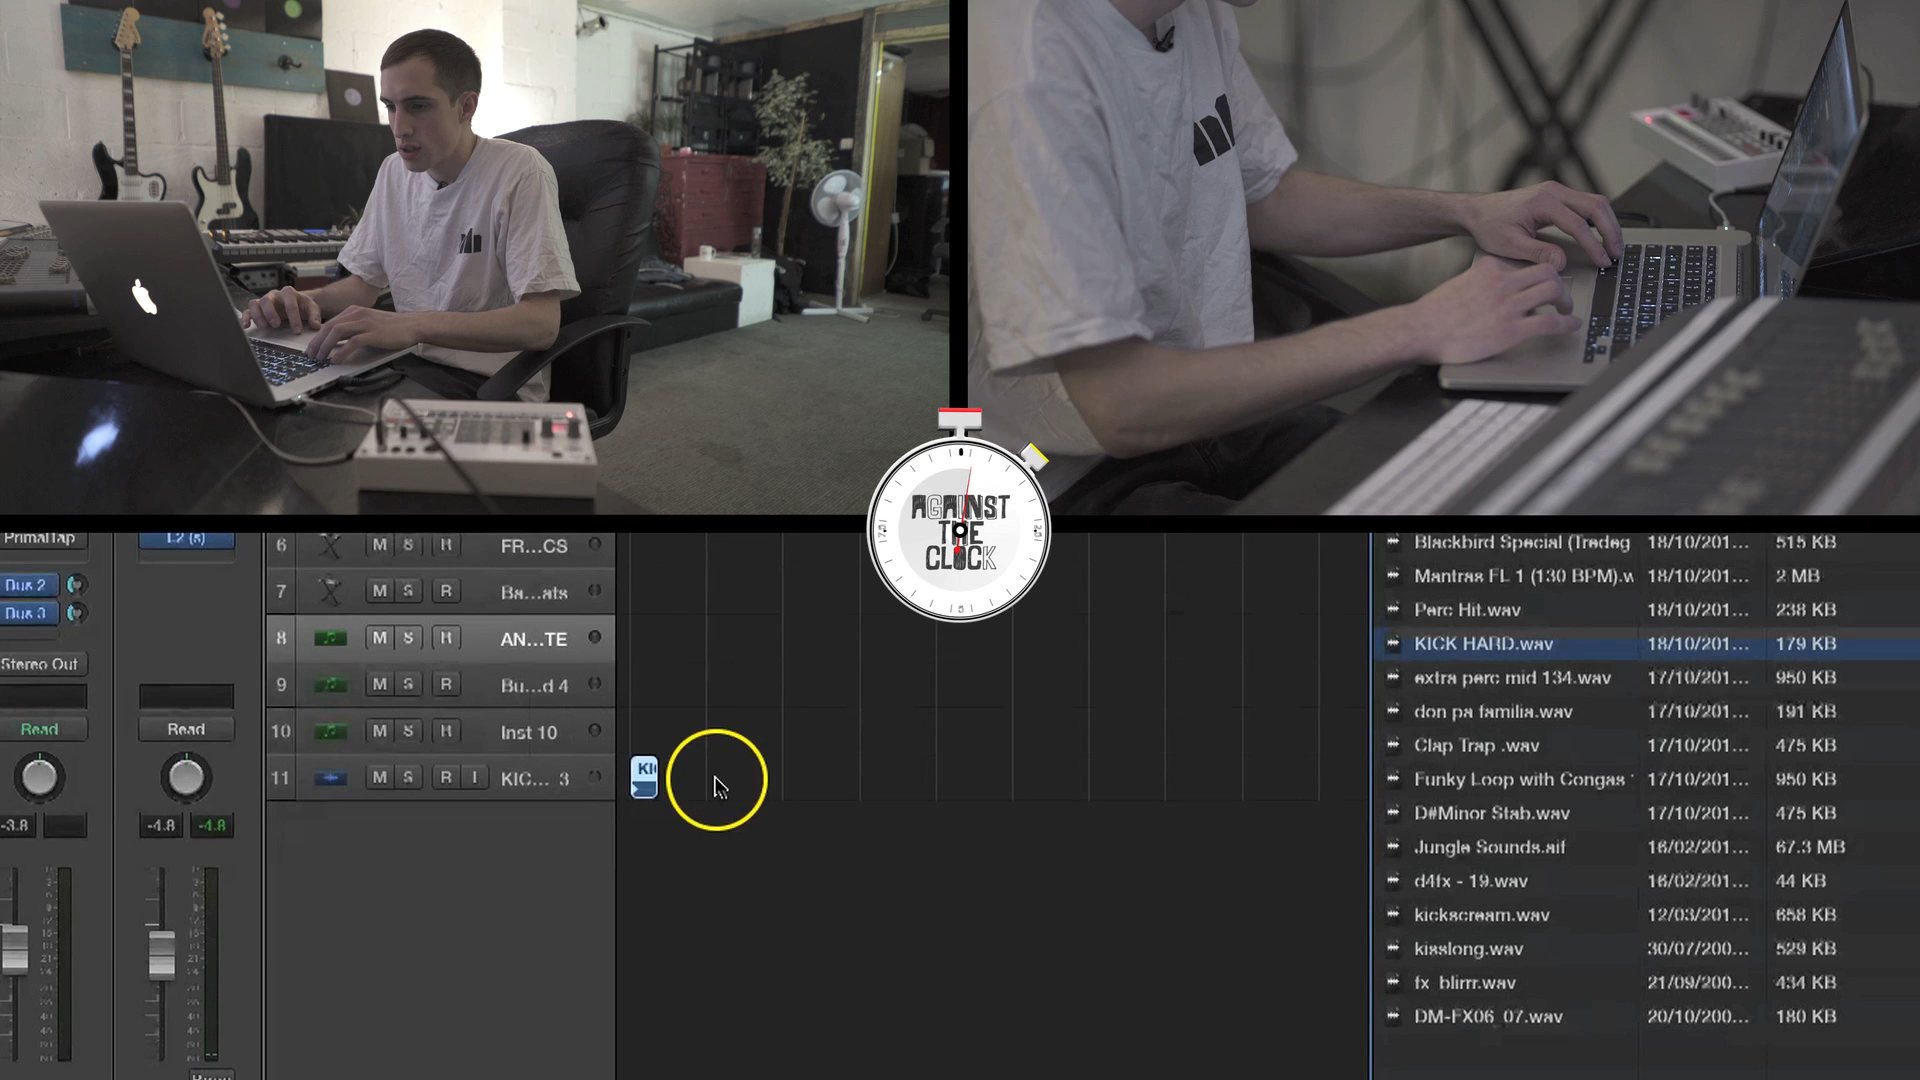 AGAINST
THE
CLOCK
PrimalTap
L2 (s)
Bus 2
Bus 3
Stereo Out
Read
Read
-3.8
-4.8
-4.8
6 M S R FR...CS
7 M S R Ba...ats
8 M S R AN...TE
9 M S R Bu...d 4
10 M S R Inst 10
11 M S R I KIC... 3
KI
Blackbird Special (Tredeg 18/10/201... 515 KB
Mantras FL 1 (130 BPM).w 18/10/201... 2 MB
Perc Hit.wav 18/10/201... 238 KB
KICK HARD.wav 18/10/201... 179 KB
extra perc mid 134.wav 17/10/201... 950 KB
don pa familia.wav 17/10/201... 191 KB
Clap Trap .wav 17/10/201... 475 KB
Funky Loop with Congas 17/10/201... 950 KB
D#Minor Stab.wav 17/10/201... 475 KB
Jungle Sounds.aif 16/02/201... 67.3 MB
d4fx - 19.wav 16/02/201... 44 KB
kickscream.wav 12/03/201... 658 KB
kisslong.wav 30/07/200... 529 KB
fx blirrr.wav 21/09/200... 434 KB
DM-FX06_07.wav 20/10/200... 180 KB